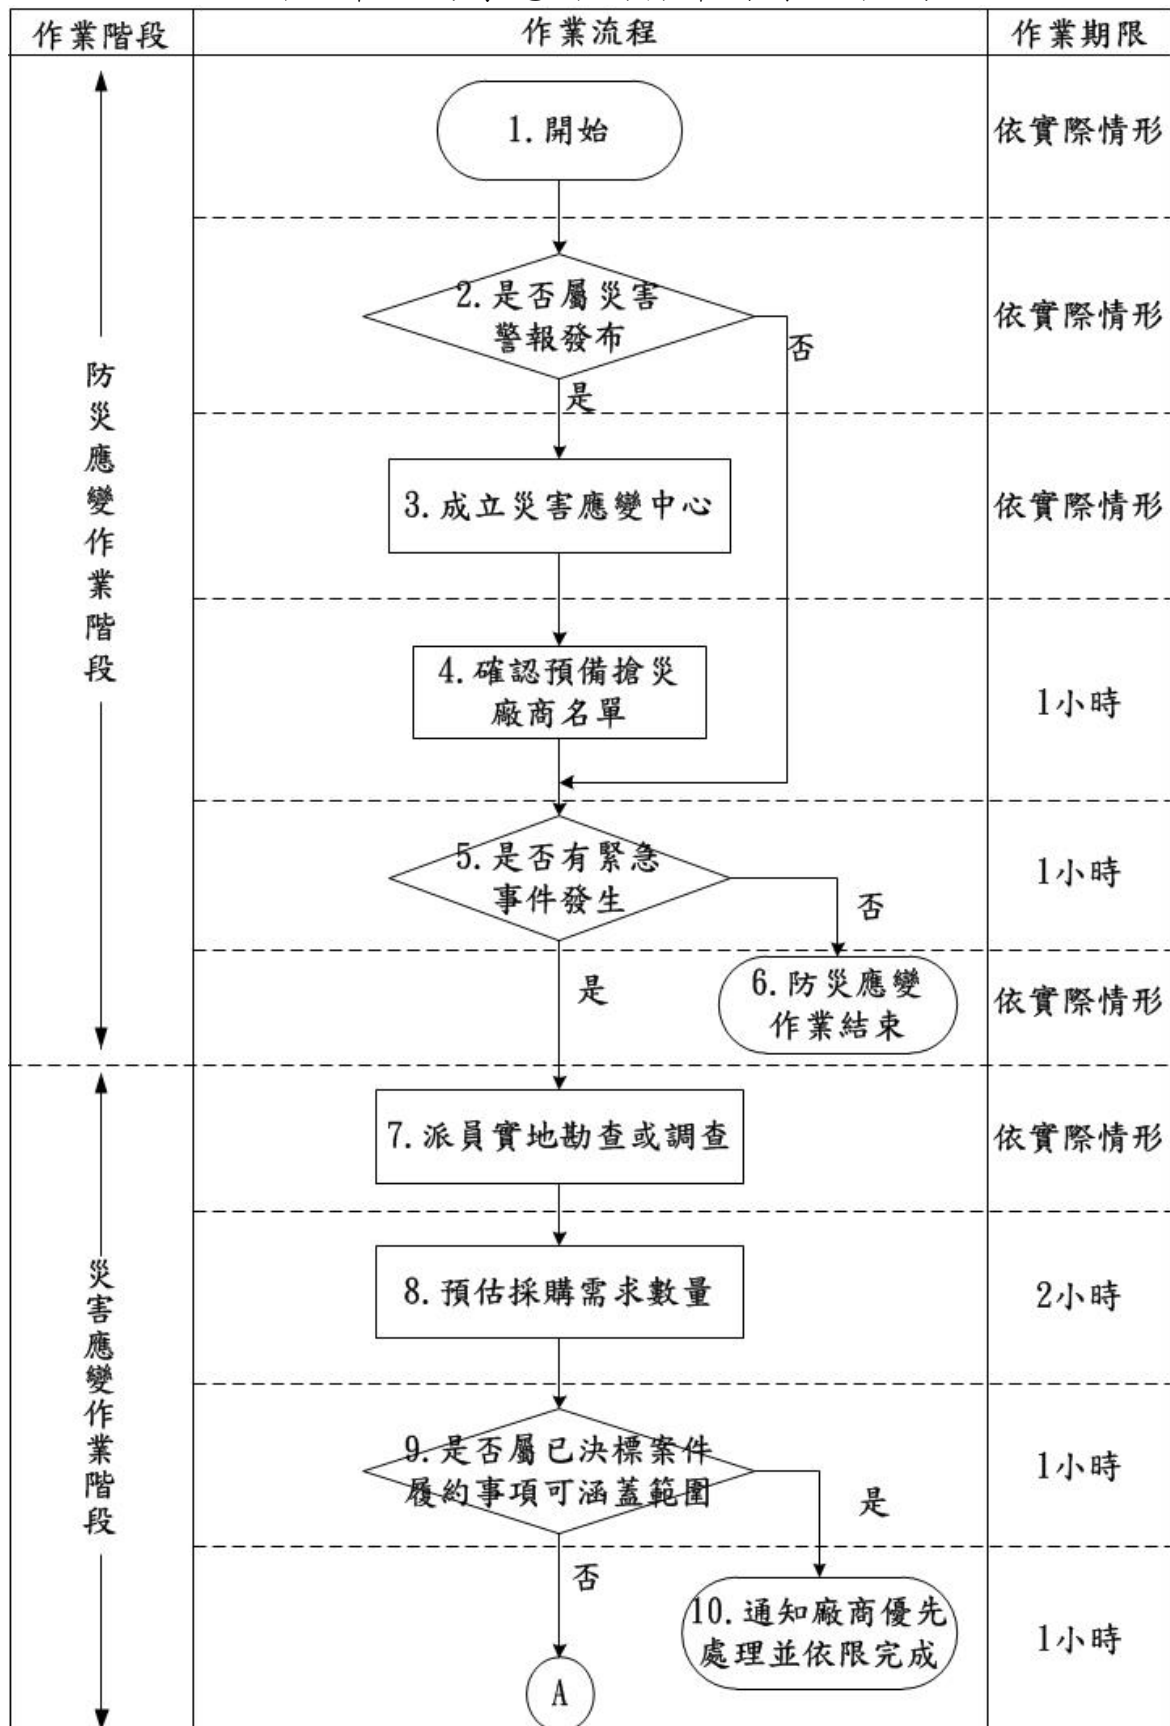 作業階段
作業流程
作業期限
1.開始
依實際情形
2.是否屬災害
警報發布
否
是
依實際情形
防災應變作業階段
3.成立災害應變中心
依實際情形
4.確認預備搶災
廠商名單
1小時
5.是否有緊急
事件發生
否
是
1小時
6.防災應變
作業結束
依實際情形
7.派員實地勘查或調查
依實際情形
災害應變作業階段
8.預估採購需求數量
2小時
9.是否屬已決標案件
履約事項可涵蓋範圍
是
否
1小時
10.通知廠商優先
處理並依限完成
1小時
A